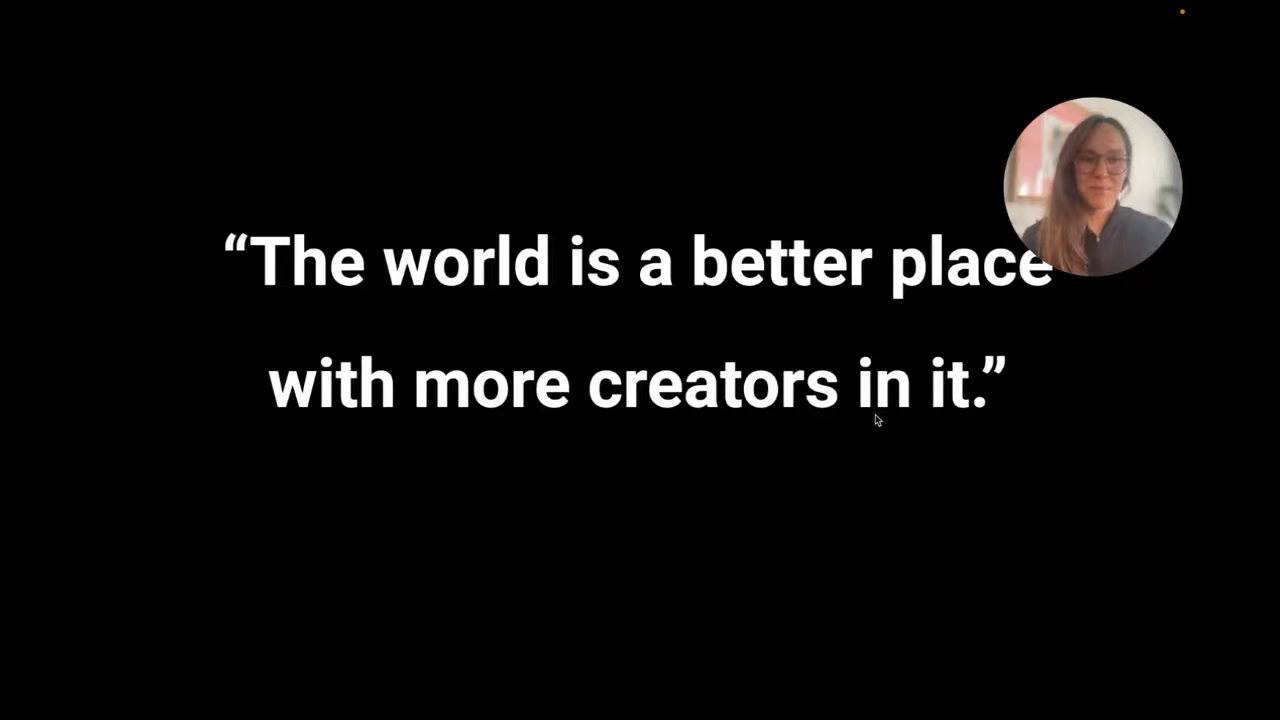 “The world is a better place
with more creators in it.”